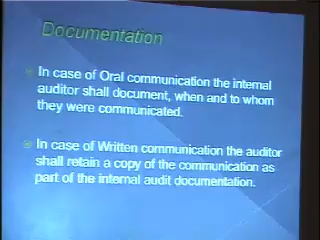 Documentation
In case of Oral communication the internal
auditor shall document, when and to whom
they were communicated.
In case of Written communication the auditor
shall retain a copy of the communication as
part of the internal audit documentation.